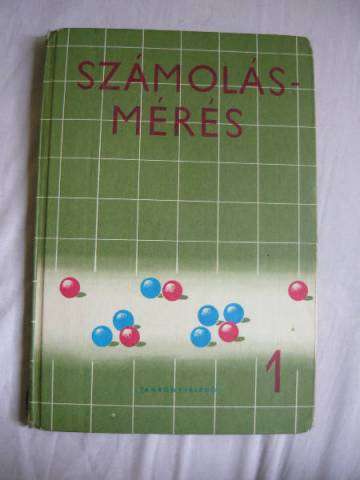 SZÁMOLÁS-
MÉRÉS
1
TANKÖNYVKIADÓ